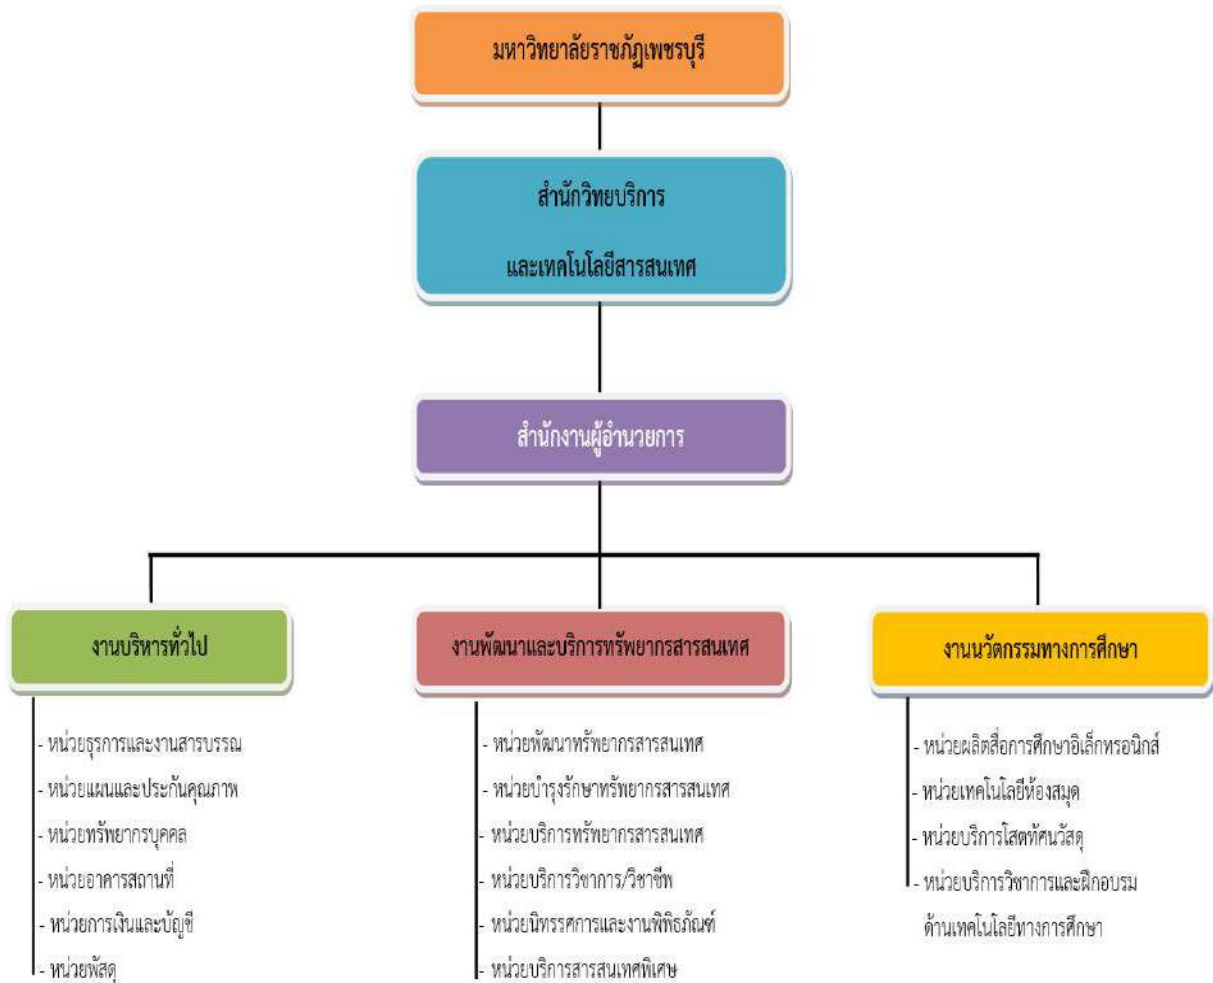 มหาวิทยาลัยราชภัฏเพชรบุรี
สำนักวิทยบริการ
และเทคโนโลยีสารสนเทศ
สำนักงานผู้อำนวยการ
งานบริหารทั่วไป
- หน่วยธุรการและงานสารบรรณ
- หน่วยแผนและประกันคุณภาพ
- หน่วยทรัพยากรบุคคล
- หน่วยอาคารสถานที่
- หน่วยการเงินและบัญชี
- หน่วยพัสดุ
งานพัฒนาและบริการทรัพยากรสารสนเทศ
- หน่วยพัฒนาทรัพยากรสารสนเทศ
- หน่วยบำรุงรักษาทรัพยากรสารสนเทศ
- หน่วยบริการทรัพยากรสารสนเทศ
- หน่วยบริการวิชาการ/วิชาชีพ
- หน่วยนิทรรศการและงานพิพิธภัณฑ์
- หน่วยบริการสารสนเทศพิเศษ
งานนวัตกรรมทางการศึกษา
- หน่วยผลิตสื่อการศึกษาอิเล็กทรอนิกส์
- หน่วยเทคโนโลยีห้องสมุด
- หน่วยบริการโสตทัศนวัสดุ
- หน่วยบริการวิชาการและฝึกอบรม
ด้านเทคโนโลยีทางการศึกษา